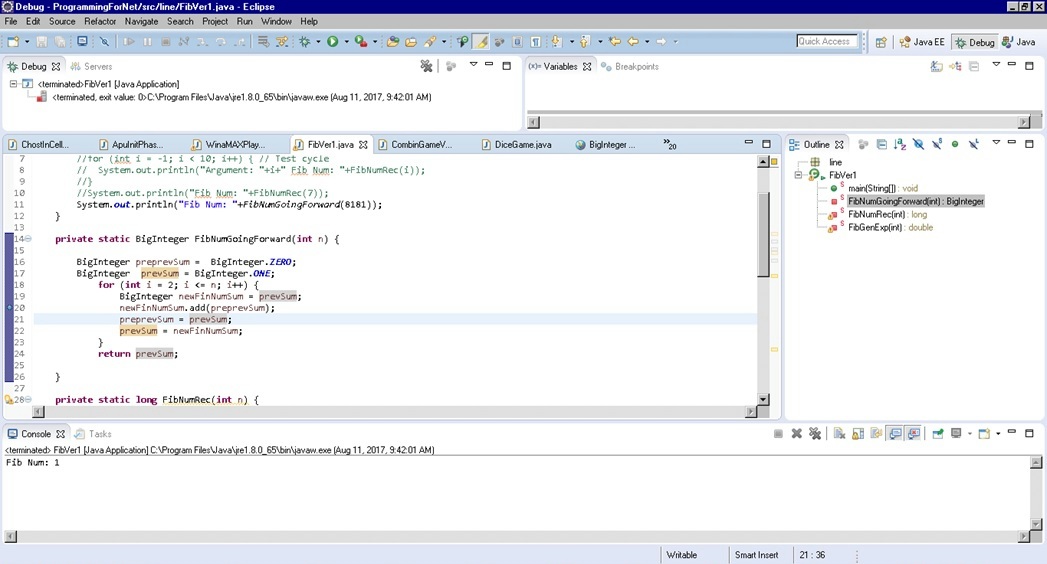 Debug - ProgrammingForNet/src/line/FibVer1.java - Eclipse
File Edit Source Refactor Navigate Search Project Run Window Help
Quick Access Java EE Debug Java
Debug Servers
<terminated>FibVer1 [Java Application]
<terminated, exit value: 0>C:\Program Files\Java\jre1.8.0_65\bin\javaw.exe (Aug 11, 2017, 9:42:01 AM)
(x)= Variables Breakpoints
ChostInCell... ApuInitPhas... WinaMAXPlay... FibVer1.java CombinGameV... DiceGame.java BigInteger ... »20
7 //for (int i = -1; i < 10; i++) { // Test cycle
8 // System.out.println("Argument: "+i+" Fib Num: "+FibNumRec(i));
9 //}
10 //System.out.println("Fib Num: "+FibNumRec(7));
11 System.out.println("Fib Num: "+FibNumGoingForward(8181));
12 }
13
14 private static BigInteger FibNumGoingForward(int n) {
15
16 BigInteger preprevSum = BigInteger.ZERO;
17 BigInteger prevSum = BigInteger.ONE;
18 for (int i = 2; i <= n; i++) {
19 BigInteger newFinNumSum = prevSum;
20 newFinNumSum.add(preprevSum);
21 preprevSum = prevSum;
22 prevSum = newFinNumSum;
23 }
24 return prevSum;
25
26 }
27
28 private static long FibNumRec(int n) {
Outline
line
FibVer1
main(String[]) : void
FibNumGoingForward(int) : BigInteger
FibNumRec(int) : long
FibGenExp(int) : double
Console Tasks
<terminated> FibVer1 [Java Application] C:\Program Files\Java\jre1.8.0_65\bin\javaw.exe (Aug 11, 2017, 9:42:01 AM)
Fib Num: 1
Writable Smart Insert 21 : 36